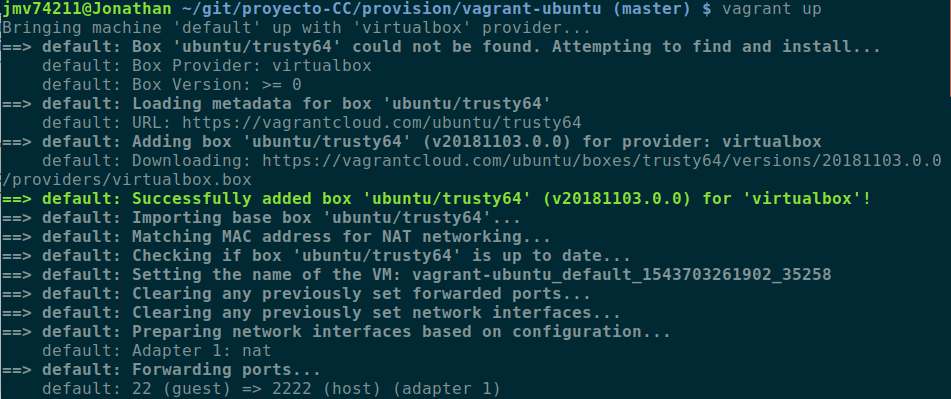 jmv74211@Jonathan ~/git/proyecto-CC/provision/vagrant-ubuntu (master) $ vagrant up
Bringing machine 'default' up with 'virtualbox' provider...
==> default: Box 'ubuntu/trusty64' could not be found. Attempting to find and install...
    default: Box Provider: virtualbox
    default: Box Version: >= 0
==> default: Loading metadata for box 'ubuntu/trusty64'
    default: URL: https://vagrantcloud.com/ubuntu/trusty64
==> default: Adding box 'ubuntu/trusty64' (v20181103.0.0) for provider: virtualbox
    default: Downloading: https://vagrantcloud.com/ubuntu/boxes/trusty64/versions/20181103.0.0
/providers/virtualbox.box
==> default: Successfully added box 'ubuntu/trusty64' (v20181103.0.0) for 'virtualbox'!
==> default: Importing base box 'ubuntu/trusty64'...
==> default: Matching MAC address for NAT networking...
==> default: Checking if box 'ubuntu/trusty64' is up to date...
==> default: Setting the name of the VM: vagrant-ubuntu_default_1543703261902_35258
==> default: Clearing any previously set forwarded ports...
==> default: Clearing any previously set network interfaces...
==> default: Preparing network interfaces based on configuration...
    default: Adapter 1: nat
==> default: Forwarding ports...
    default: 22 (guest) => 2222 (host) (adapter 1)